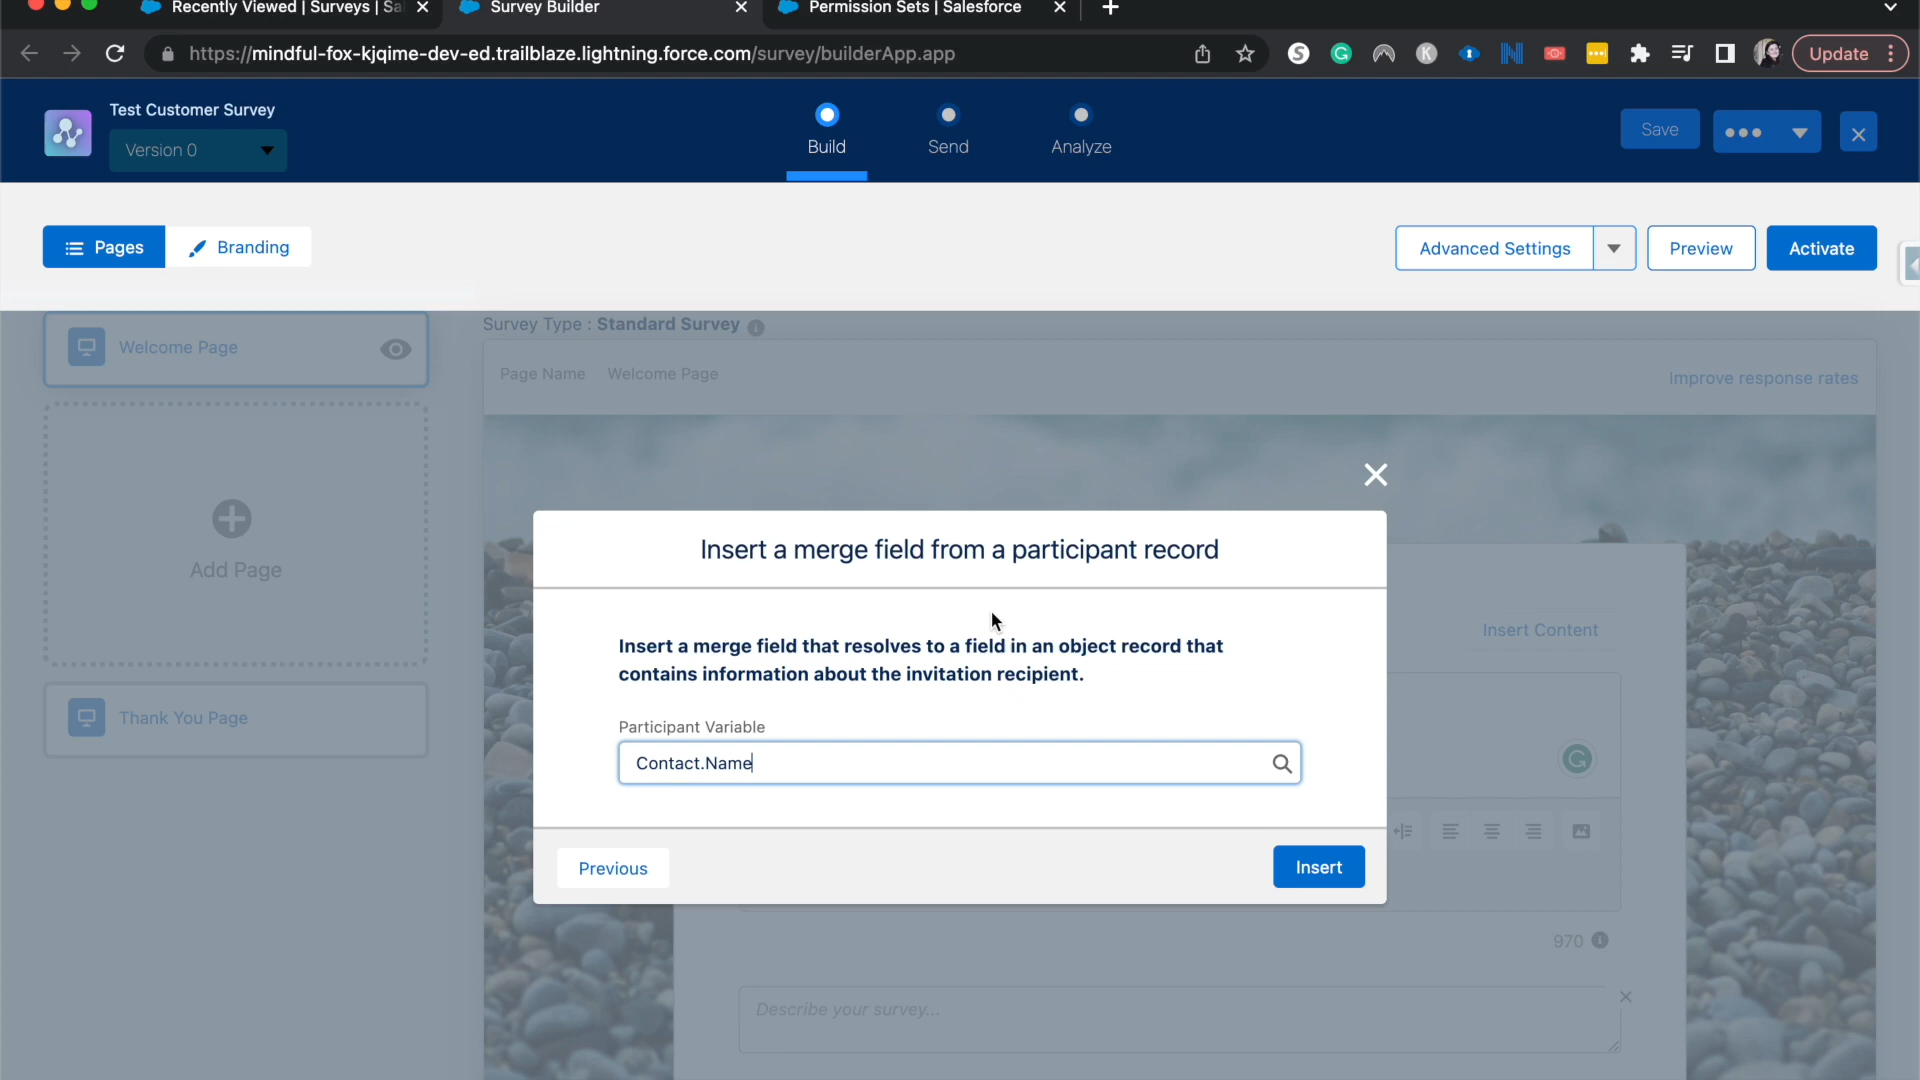 Recently Viewed | Surveys | Sa
Survey Builder
Permission Sets | Salesforce
https://mindful-fox-kjqime-dev-ed.trailblaze.lightning.force.com/survey/builderApp.app
Update
Test Customer Survey
Version 0
Build
Send
Analyze
Save
Pages
Branding
Advanced Settings
Preview
Activate
Survey Type : Standard Survey
Welcome Page
Page Name Welcome Page
Improve response rates
Add Page
Thank You Page
Insert a merge field from a participant record
Insert a merge field that resolves to a field in an object record that
contains information about the invitation recipient.
Participant Variable
Contact.Name
Previous
Insert
Insert Content
970
Describe your survey...